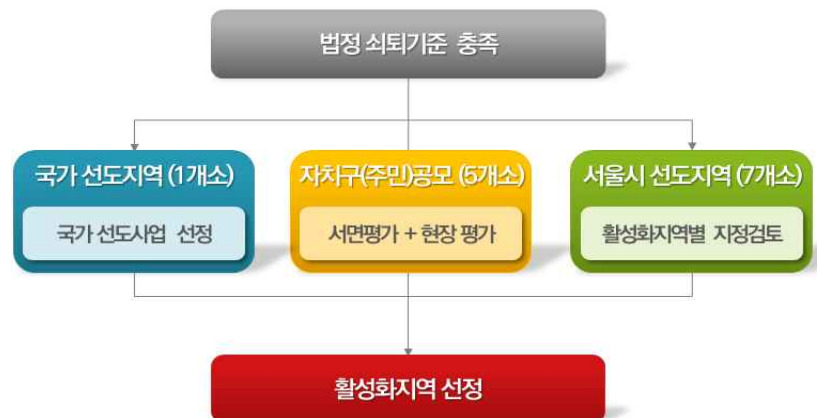 법정 쇠퇴기준 충족
국가 선도지역 (1개소)
국가 선도사업 선정
자치구(주민)공모 (5개소)
서면평가 + 현장 평가
서울시 선도지역 (7개소)
활성화지역별 지정검토
활성화지역 선정